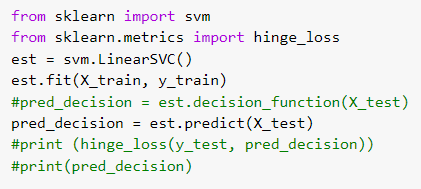 from sklearn import svm
from sklearn.metrics import hinge_loss
est = svm.LinearSVC()
est.fit(X_train, y_train)
#pred_decision = est.decision_function(X_test)
pred_decision = est.predict(X_test)
#print (hinge_loss(y_test, pred_decision))
#print(pred_decision)